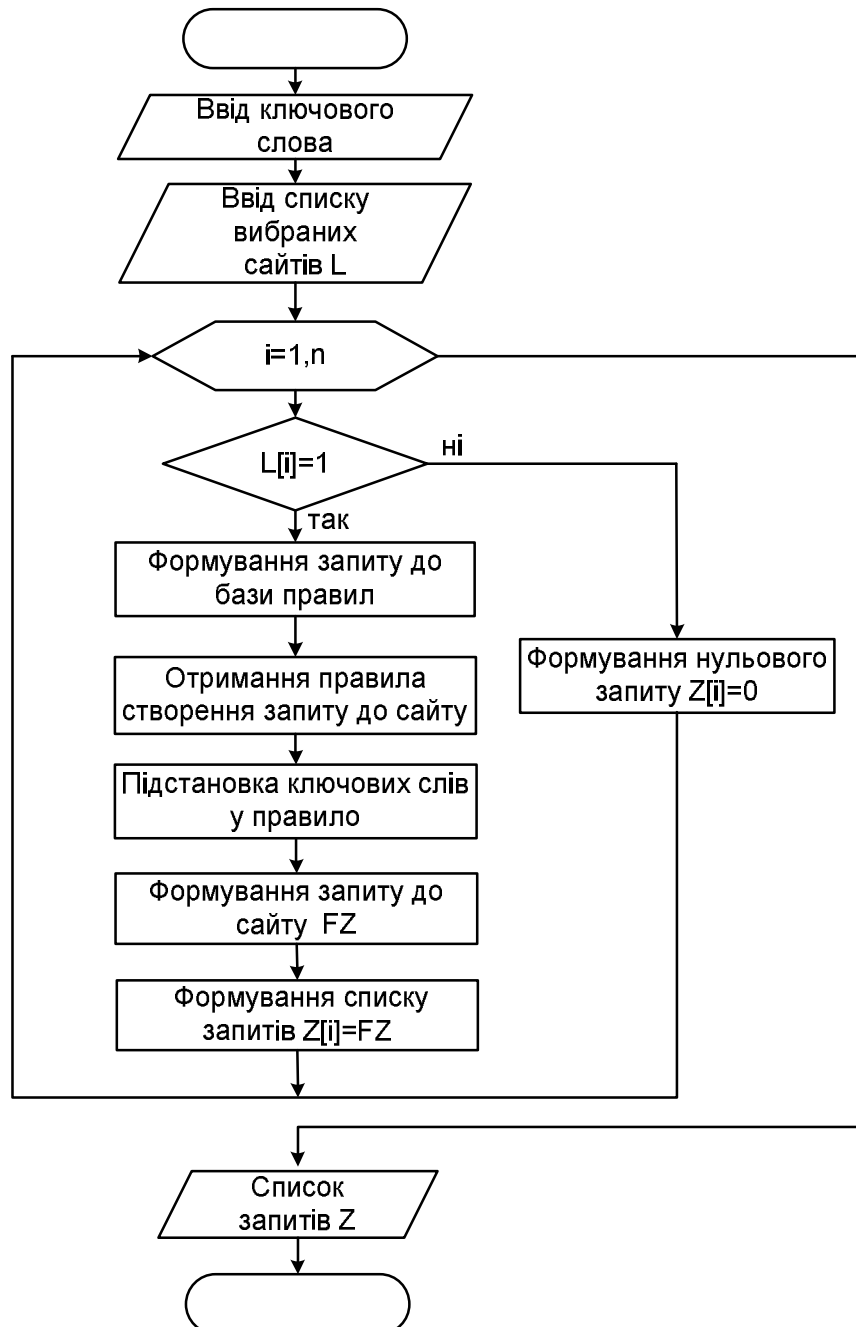 Ввід ключового
слова
Ввід списку
вибраних
сайтів L
i=1,n
L[i]=1
ні
так
Формування запиту до
бази правил
Формування нульового
запиту Z[i]=0
Отримання правила
створення запиту до сайту
Підстановка ключових слів
у правило
Формування запиту до
сайту FZ
Формування списку
запитів Z[i]=FZ
Список
запитів Z